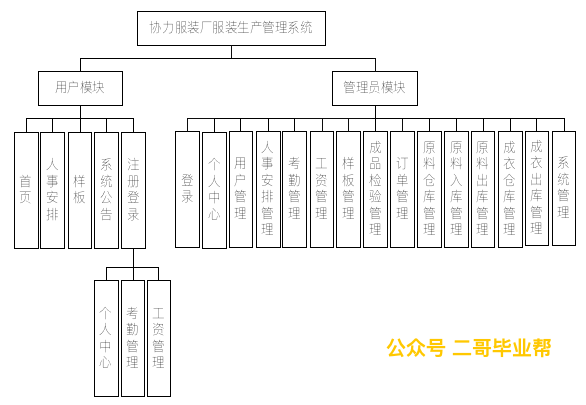 协力服装厂服装生产管理系统
用户模块
管理员模块
首页
人事安排
样板
系统公告
注册登录
登录
个人中心
用户管理
人事安排管理
考勤管理
工资管理
样板管理
成品检验管理
订单管理
原料仓库管理
原料入库管理
原料出库管理
成衣仓库管理
成衣出库管理
系统管理
个人中心
考勤管理
工资管理
公众号 二哥毕业帮